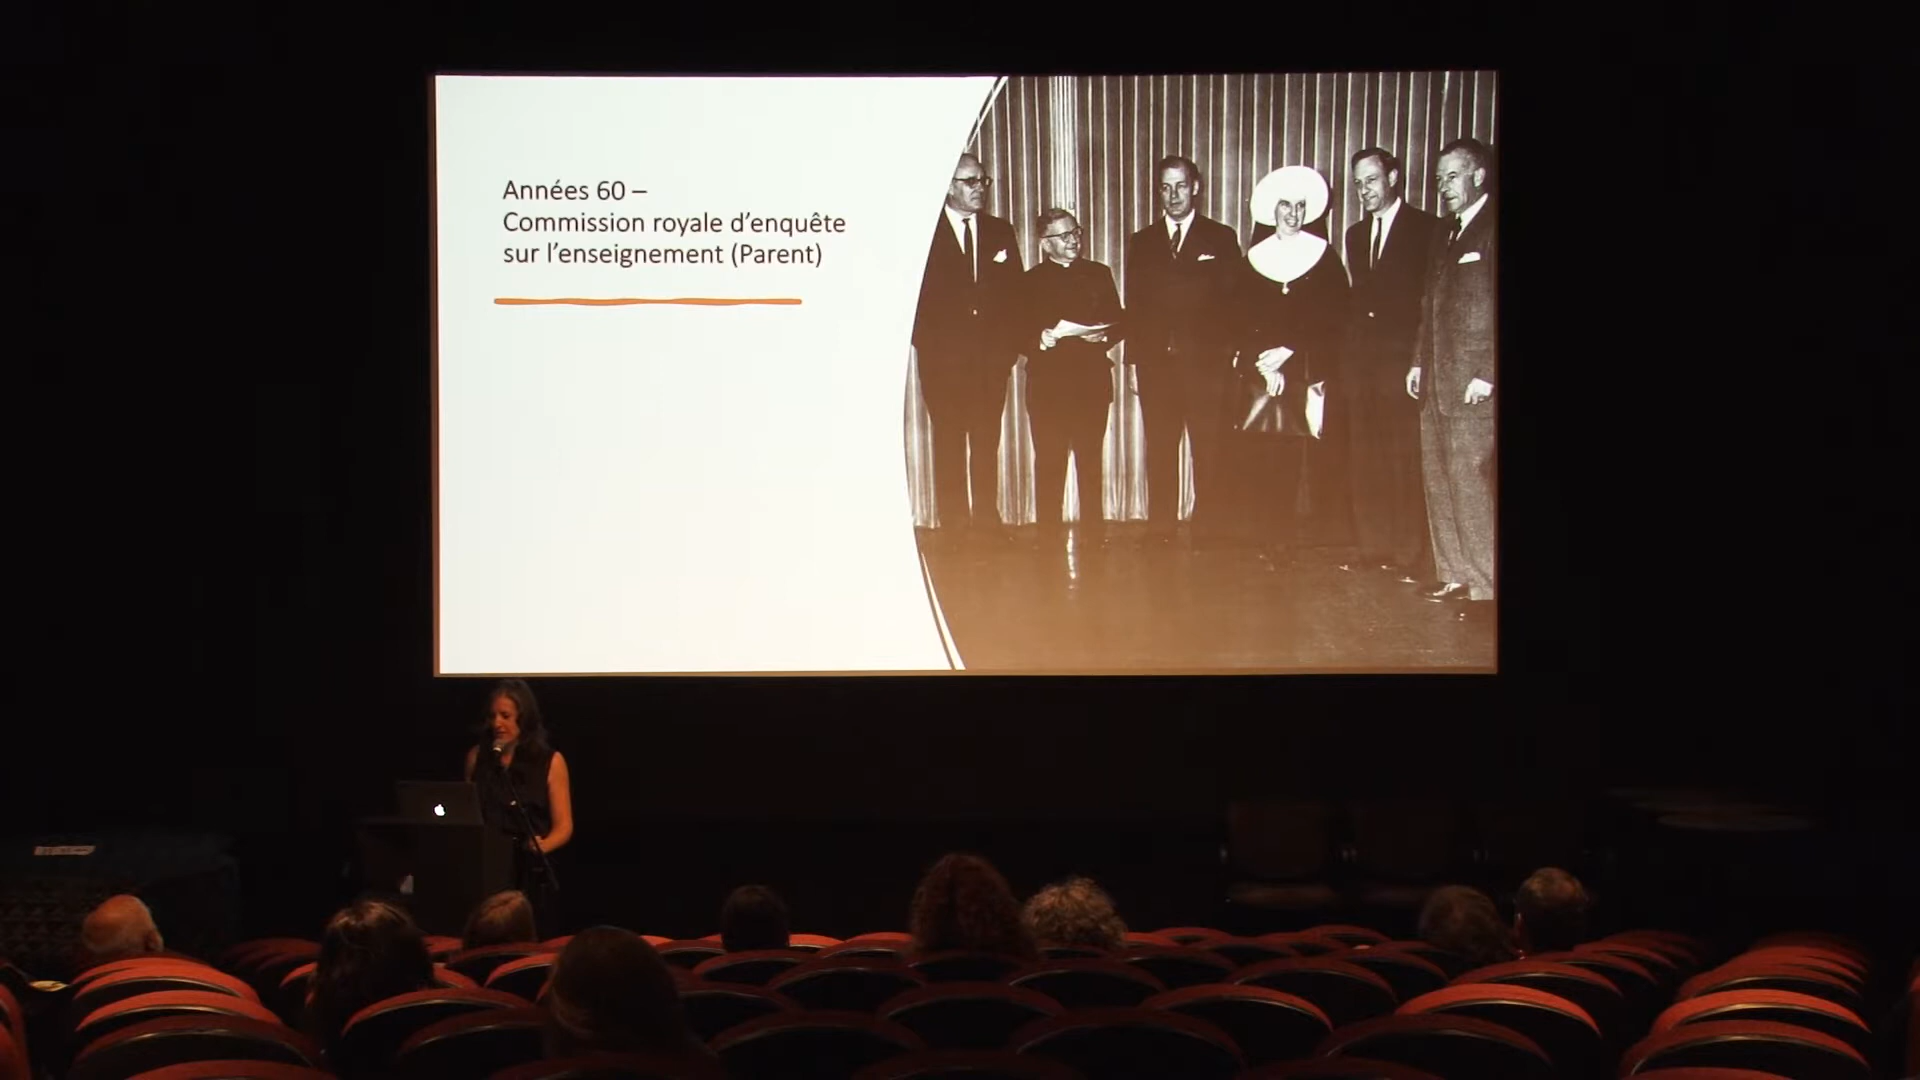 Années 60 –
Commission royale d’enquête
sur l’enseignement (Parent)